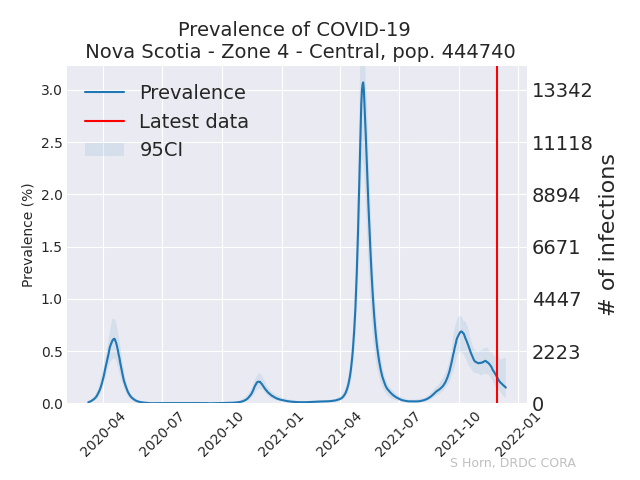 Prevalence of COVID-19
Nova Scotia - Zone 4 - Central, pop. 444740
Prevalence
Latest data
95CI
Prevalence (%)
3.0
2.5
2.0
1.5
1.0
0.5
0.0
13342
11118
8894
6671
4447
2223
0
# of infections
2020-04
2020-07
2020-10
2021-01
2021-04
2021-07
2021-10
2022-01
S Horn, DRDC CORA